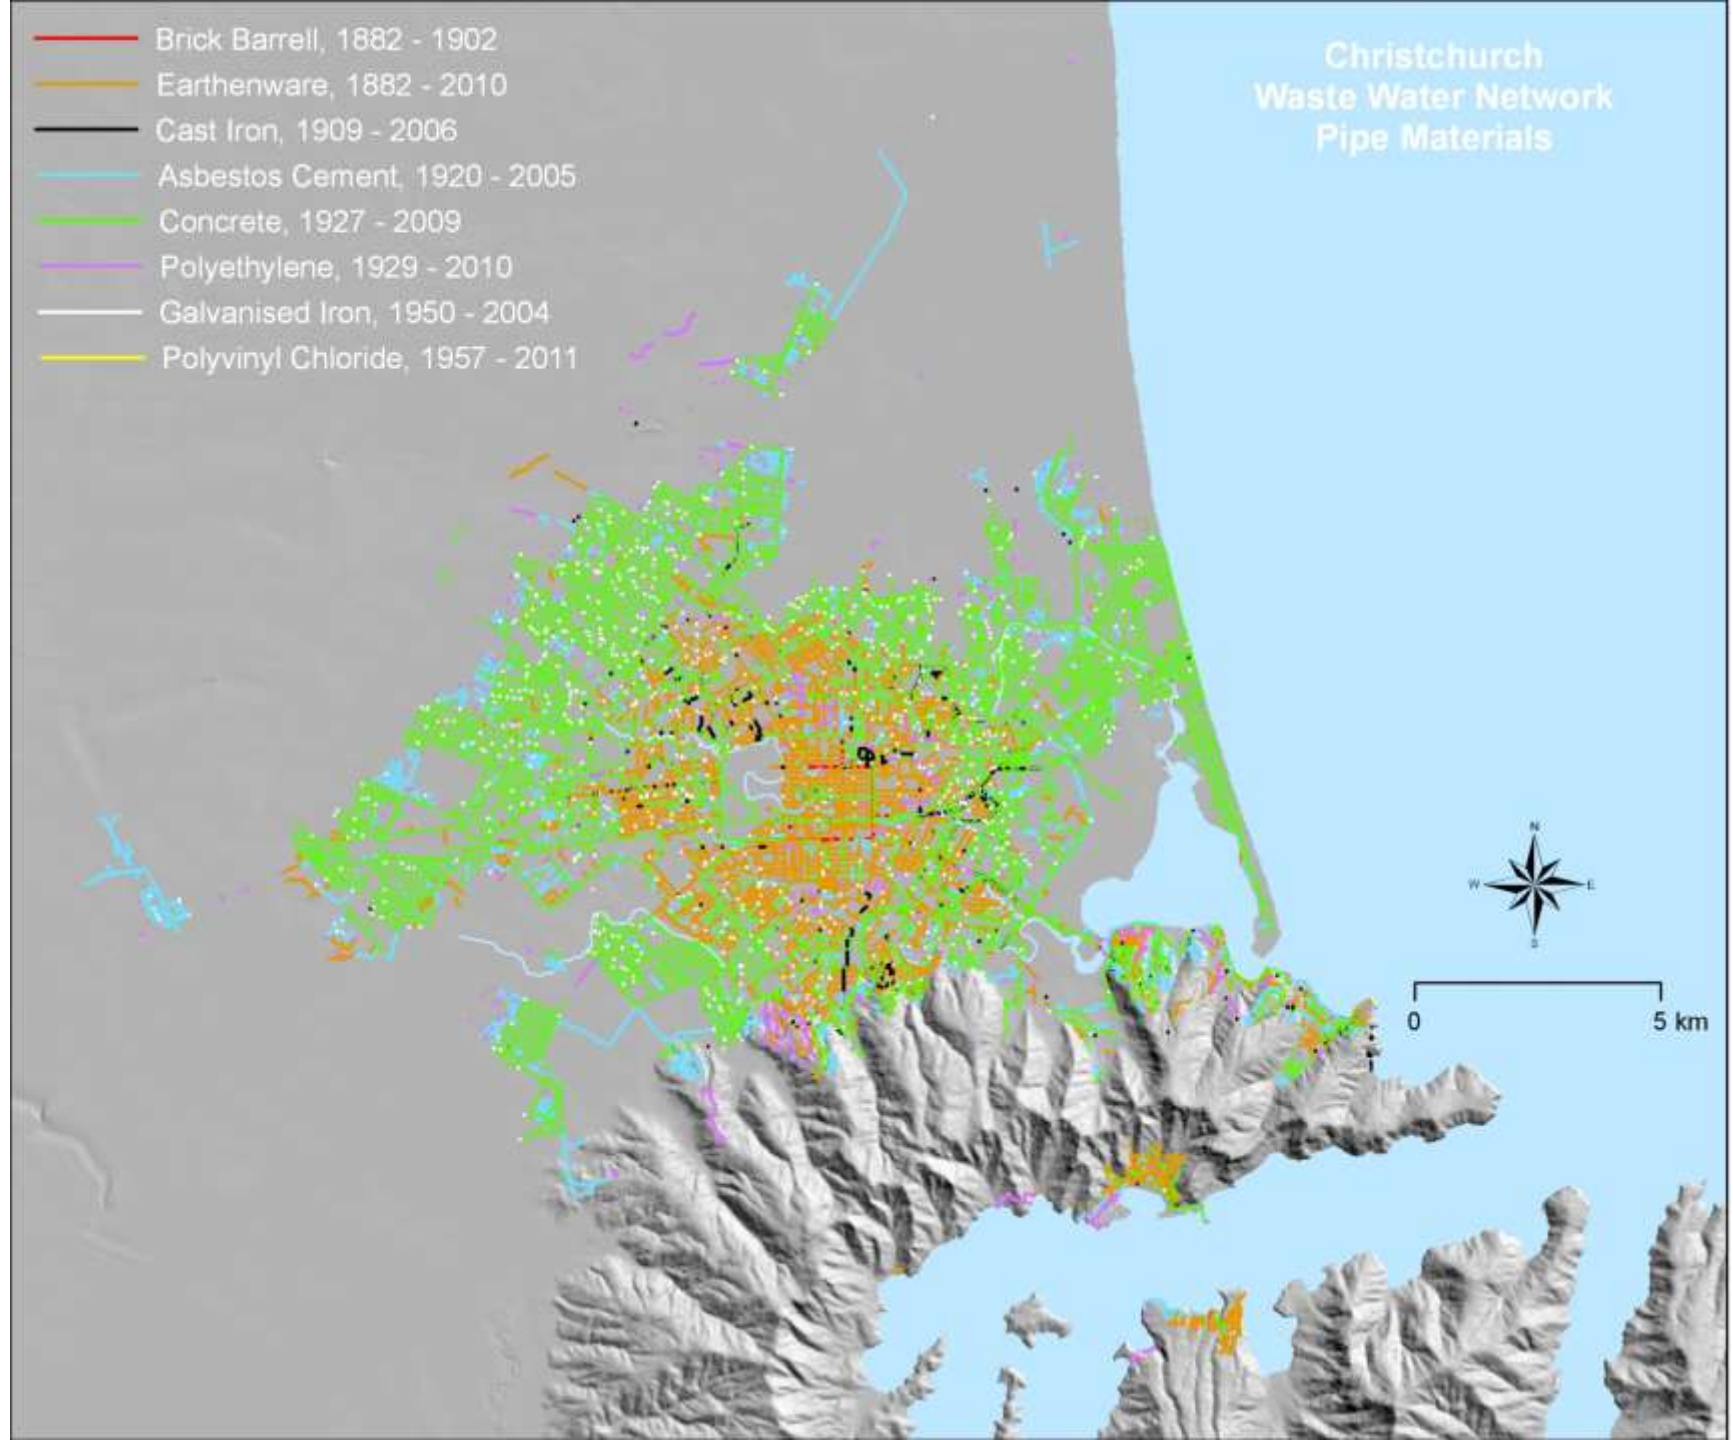 Brick Barrell, 1882 - 1902
Earthenware, 1882 - 2010
Cast Iron, 1909 - 2006
Asbestos Cement, 1920 - 2005
Concrete, 1927 - 2009
Polyethylene, 1929 - 2010
Galvanised Iron, 1950 - 2004
Polyvinyl Chloride, 1957 - 2011
Christchurch
Waste Water Network
Pipe Materials
N
W E
S
0 5 km